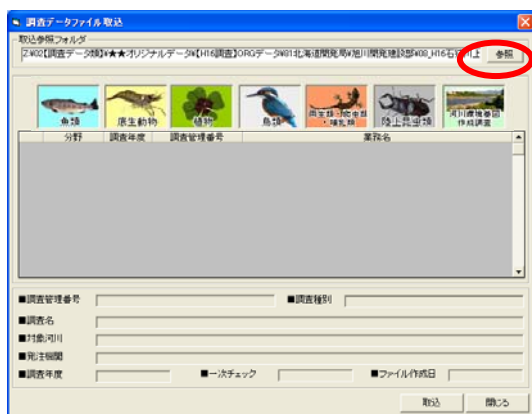 調査データファイル取込
取込参照フォルダ
Z:¥02【調査データ類】¥★★オリジナルデータ¥【H16調査】ORGデータ¥81北海道開発局¥旭川開発建設部¥08_H16石狩川上
参照
魚類
底生動物
植物
鳥類
両生類・爬虫類
・哺乳類
陸上昆虫類
河川環境基図
作成調査
分野 調査年度 調査管理番号 業務名
■調査管理番号 ■調査種別
■調査名
■対象河川
■発注機関
■調査年度 ■一次チェック ■ファイル作成日
取込 閉じる